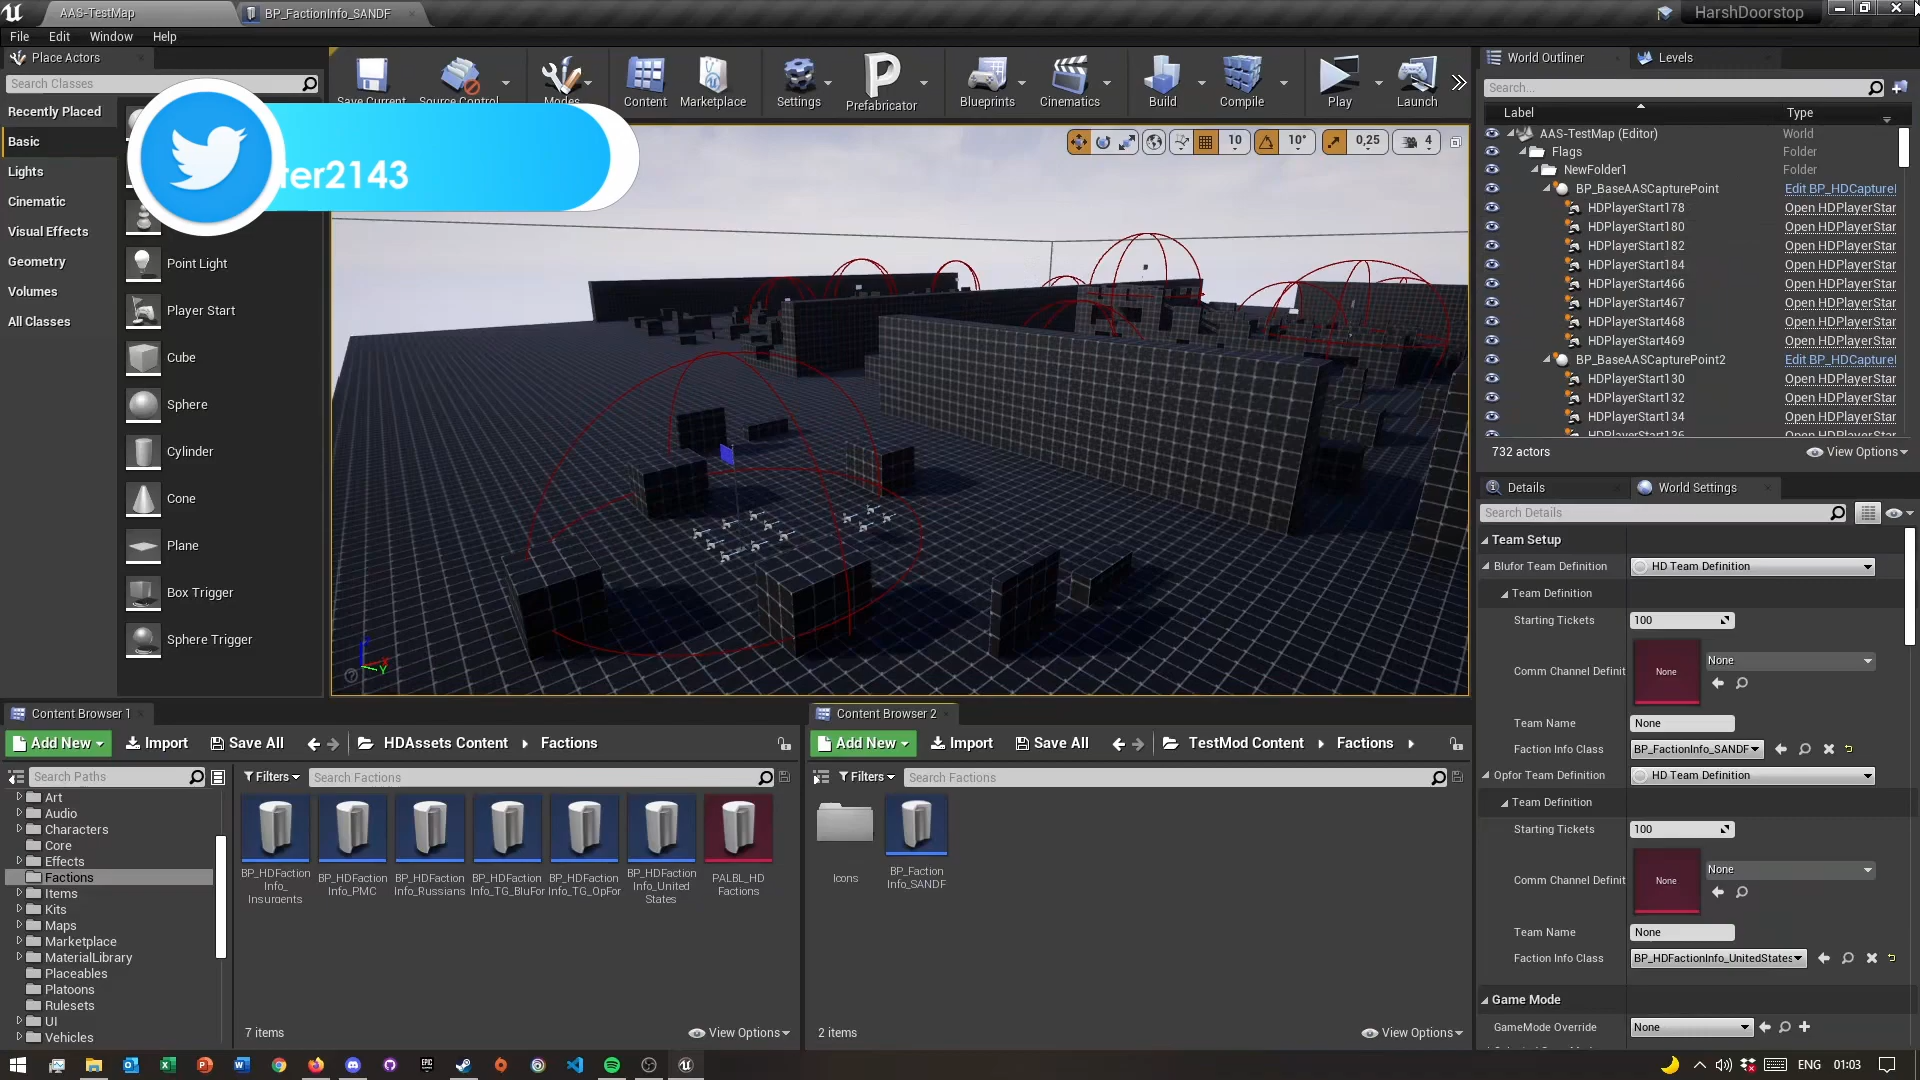 AAS-TestMap
BP_FactionInfo_SANDF
HarshDoorstop
File Edit Window Help
Place Actors
Search Classes
Recently Placed
Basic
Lights
Cinematic
Visual Effects
Geometry
Volumes
All Classes
Point Light
Player Start
Cube
Sphere
Cylinder
Cone
Plane
Box Trigger
Sphere Trigger
Save Current Source Control Modes Content Marketplace Settings Prefabricator Blueprints Cinematics Build Compile Play Launch
ter2143
10 10° 0,25 4
World Outliner Levels
Search...
Label Type
AAS-TestMap (Editor) World
Flags Folder
NewFolder1 Folder
BP_BaseAASCapturePoint Edit BP_HDCaptureI
HDPlayerStart178 Open HDPlayerStar
HDPlayerStart180 Open HDPlayerStar
HDPlayerStart182 Open HDPlayerStar
HDPlayerStart184 Open HDPlayerStar
HDPlayerStart466 Open HDPlayerStar
HDPlayerStart467 Open HDPlayerStar
HDPlayerStart468 Open HDPlayerStar
HDPlayerStart469 Open HDPlayerStar
BP_BaseAASCapturePoint2 Edit BP_HDCaptureI
HDPlayerStart130 Open HDPlayerStar
HDPlayerStart132 Open HDPlayerStar
HDPlayerStart134 Open HDPlayerStar
HDPlayerStart136 Open HDPlayerStar
732 actors View Options
Details World Settings
Search Details
Team Setup
Blufor Team Definition HD Team Definition
Team Definition
Starting Tickets 100
Comm Channel Definit None None
Team Name None
Faction Info Class BP_FactionInfo_SANDF
Opfor Team Definition HD Team Definition
Team Definition
Starting Tickets 100
Comm Channel Definit None None
Team Name None
Faction Info Class BP_HDFactionInfo_UnitedStates
Game Mode
GameMode Override None
Content Browser 1
Add New Import Save All HDAssets Content Factions
Search Paths
Filters Search Factions
Art
Audio
Characters
Core
Effects
Factions
Items
Kits
Maps
Marketplace
MaterialLibrary
Placeables
Platoons
Rulesets
UI
Vehicles
BP_HDFaction
Info_
Insurgents
BP_HDFaction
Info_PMC
BP_HDFaction
Info_Russians
BP_HDFaction
Info_TG_BluFor
BP_HDFaction
Info_TG_OpFor
BP_HDFaction
Info_United
States
PALBL_HD
Factions
7 items View Options
Content Browser 2
Add New Import Save All TestMod Content Factions
Filters Search Factions
Icons
BP_Faction
Info_SANDF
2 items View Options
ENG 01:03